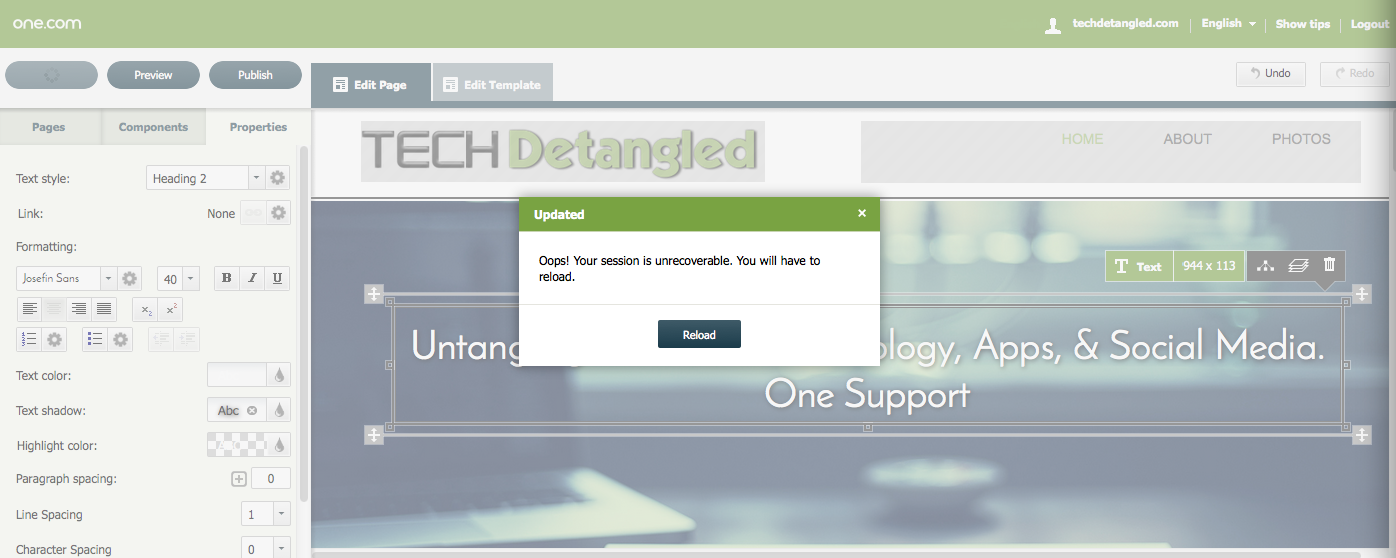 one.com
techdetangled.com
English
Show tips
Logout
Preview
Publish
Edit Page
Edit Template
Undo
Redo
Pages
Components
Properties
TECH Detangled
HOME
ABOUT
PHOTOS
Text style:
Heading 2
Link:
None
Formatting:
Josefin Sans
40
B
I
U
x₂
x²
Text color:
Text shadow:
Abc
Highlight color:
Paragraph spacing:
0
Line Spacing
1
Character Spacing
0
Updated
×
Oops! Your session is unrecoverable. You will have to
reload.
Reload
T Text
944 x 113
Untang ology, Apps, & Social Media.
One Support